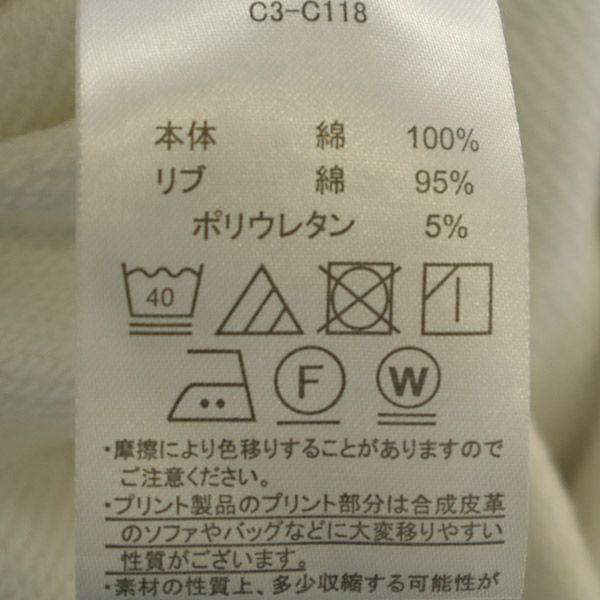 C3-C118
本体 綿 100%
リブ 綿 95%
ポリウレタン 5%
40
F W
・摩擦により色移りすることがありますので
ご注意ください。
・プリント製品のプリント部分は合成皮革
のソファやバッグなどに大変移りやすい
性質がございます。
・素材の性質上、多少収縮する可能性が